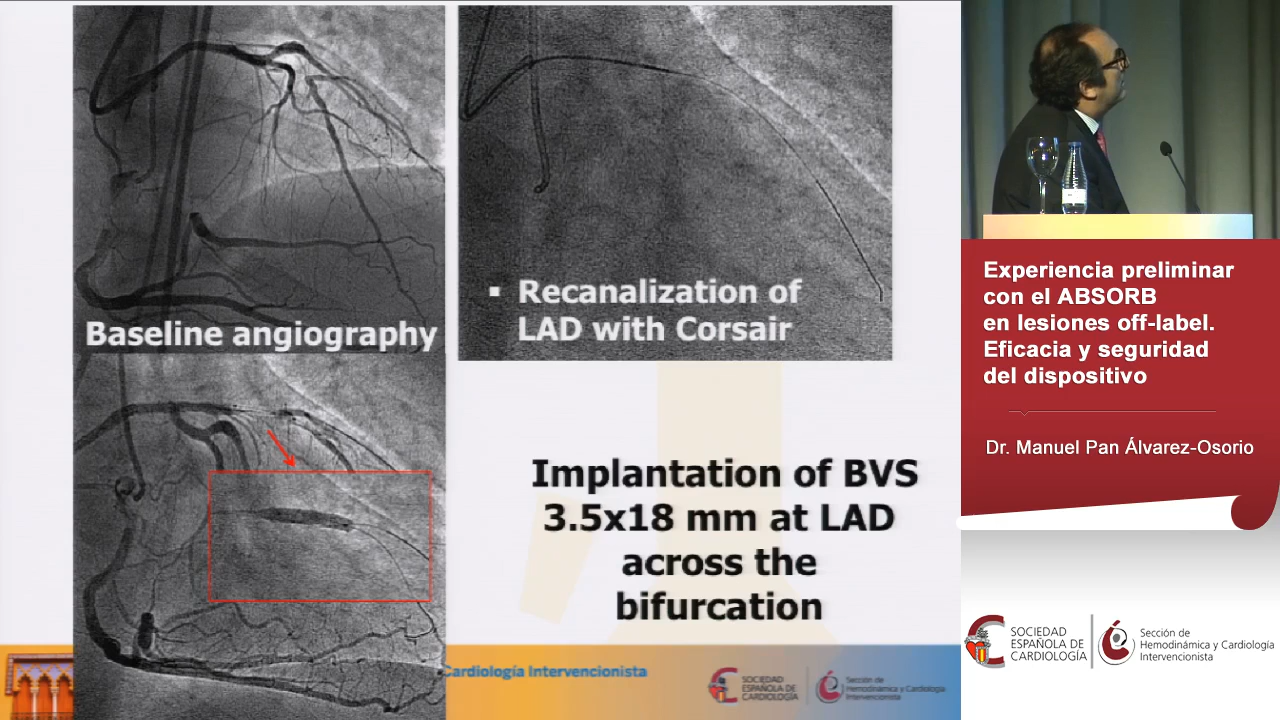 Baseline angiography
▪ Recanalization of
LAD with Corsair
Implantation of BVS
3.5x18 mm at LAD
across the
bifurcation
Cardiología Intervencionista
SOCIEDAD
ESPAÑOLA DE
CARDIOLOGÍA
Sección de
Hemodinámica y Cardiología
Intervencionista
Experiencia preliminar
con el ABSORB
en lesiones off-label.
Eficacia y seguridad
del dispositivo
Dr. Manuel Pan Álvarez-Osorio
SOCIEDAD
ESPAÑOLA DE
CARDIOLOGÍA
Sección de
Hemodinámica y Cardiología
Intervencionista